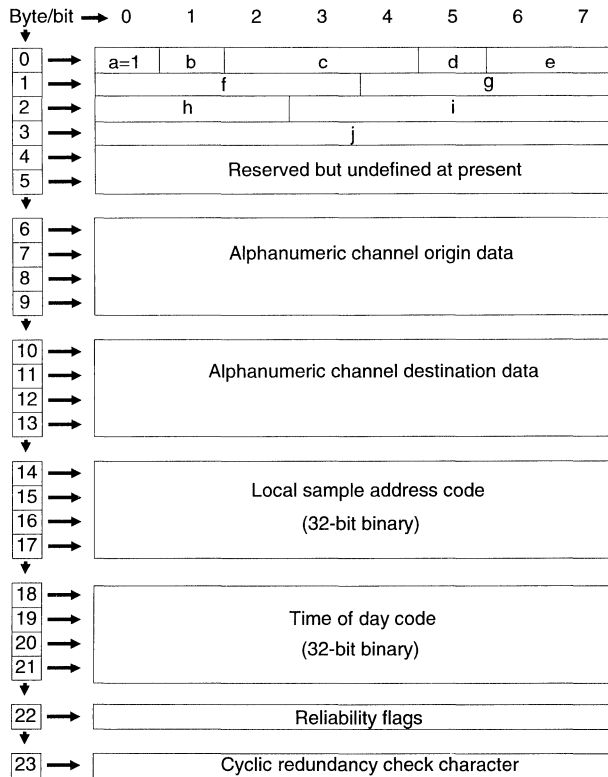 Byte/bit 0 1 2 3 4 5 6 7
0 a=1 b c d e
1 f g
2 h i
3 j
4
Reserved but undefined at present
5
6
7 Alphanumeric channel origin data
8
9
10
11 Alphanumeric channel destination data
12
13
14
15 Local sample address code
16 (32-bit binary)
17
18
19 Time of day code
20 (32-bit binary)
21
22 Reliability flags
23 Cyclic redundancy check character